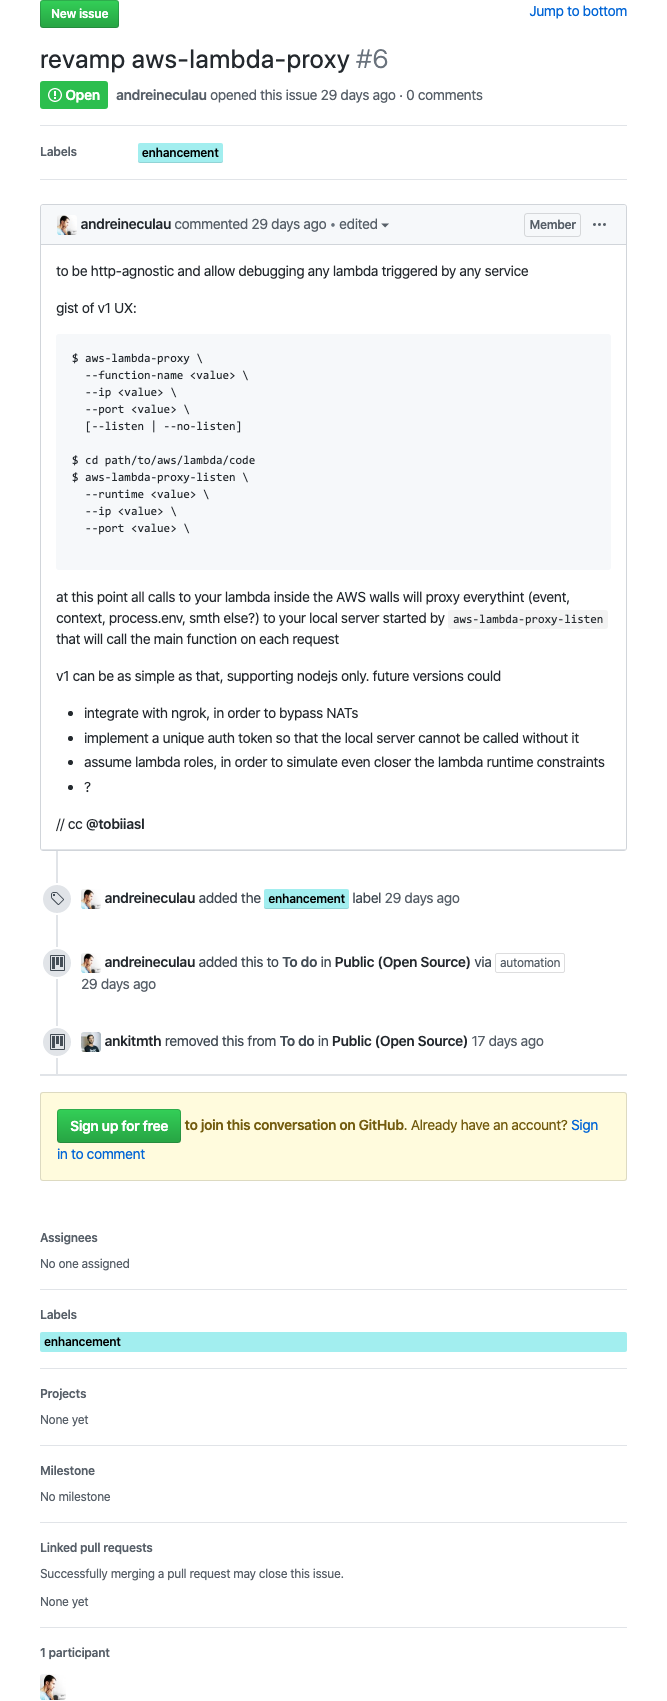 New issue
Jump to bottom
revamp aws-lambda-proxy #6
Open andreineculau opened this issue 29 days ago · 0 comments
Labels enhancement
andreineculau commented 29 days ago • edited
Member
to be http-agnostic and allow debugging any lambda triggered by any service
gist of v1 UX:
$ aws-lambda-proxy \
--function-name <value> \
--ip <value> \
--port <value> \
[--listen | --no-listen]
$ cd path/to/aws/lambda/code
$ aws-lambda-proxy-listen \
--runtime <value> \
--ip <value> \
--port <value> \
at this point all calls to your lambda inside the AWS walls will proxy everythint (event,
context, process.env, smth else?) to your local server started by aws-lambda-proxy-listen
that will call the main function on each request
v1 can be as simple as that, supporting nodejs only. future versions could
• integrate with ngrok, in order to bypass NATs
• implement a unique auth token so that the local server cannot be called without it
• assume lambda roles, in order to simulate even closer the lambda runtime constraints
• ?
// cc @tobiiasl
andreineculau added the enhancement label 29 days ago
andreineculau added this to To do in Public (Open Source) via automation
29 days ago
ankitmth removed this from To do in Public (Open Source) 17 days ago
Sign up for free to join this conversation on GitHub. Already have an account? Sign
in to comment
Assignees
No one assigned
Labels
enhancement
Projects
None yet
Milestone
No milestone
Linked pull requests
Successfully merging a pull request may close this issue.
None yet
1 participant